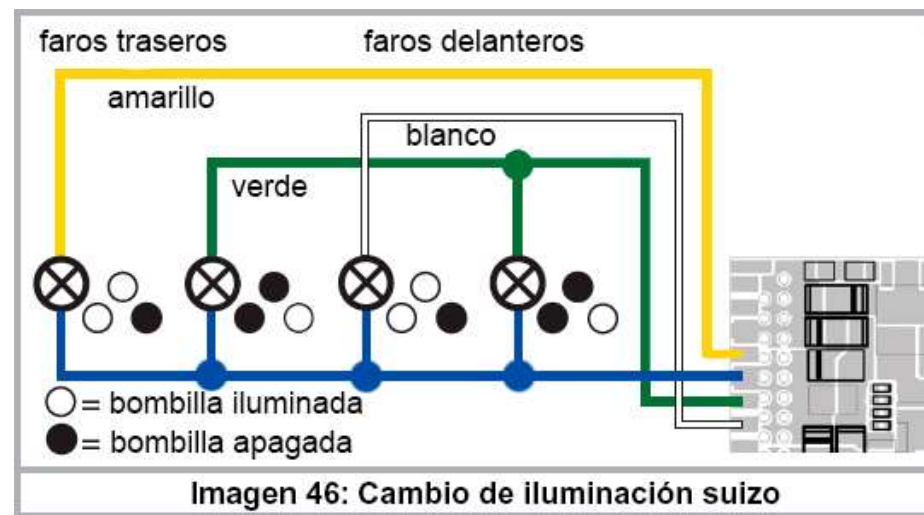 faros traseros
faros delanteros
amarillo
blanco
verde
= bombilla iluminada
= bombilla apagada
Imagen 46: Cambio de iluminación suizo